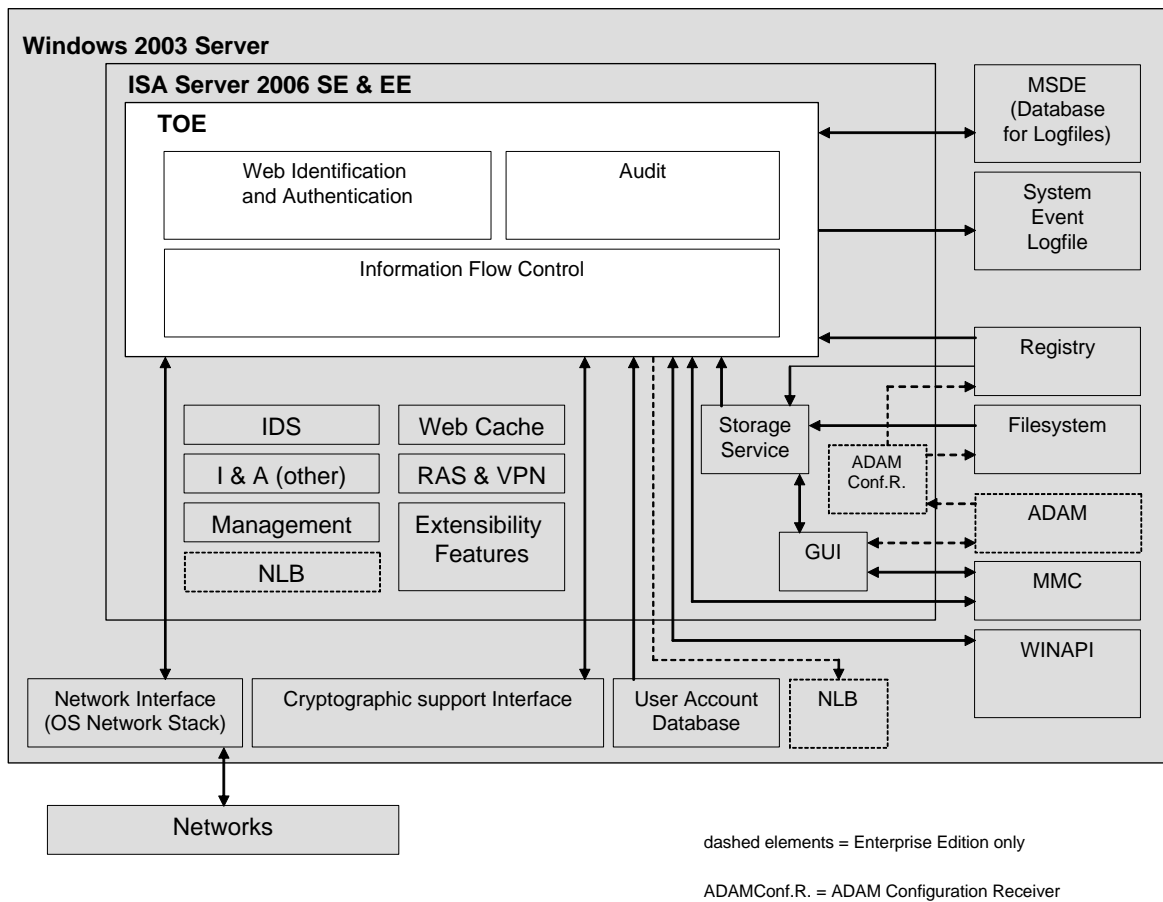 Windows 2003 Server
ISA Server 2006 SE & EE
TOE
Web Identification
and Authentication
Audit
Information Flow Control
MSDE
(Database
for Logfiles)
System
Event
Logfile
Registry
Filesystem
ADAM
MMC
WINAPI
Storage
Service
ADAM
Conf.R.
GUI
IDS
Web Cache
I & A (other)
RAS & VPN
Management
Extensibility
Features
NLB
Network Interface
(OS Network Stack)
Cryptographic support Interface
User Account
Database
NLB
Networks
dashed elements = Enterprise Edition only
ADAMConf.R. = ADAM Configuration Receiver